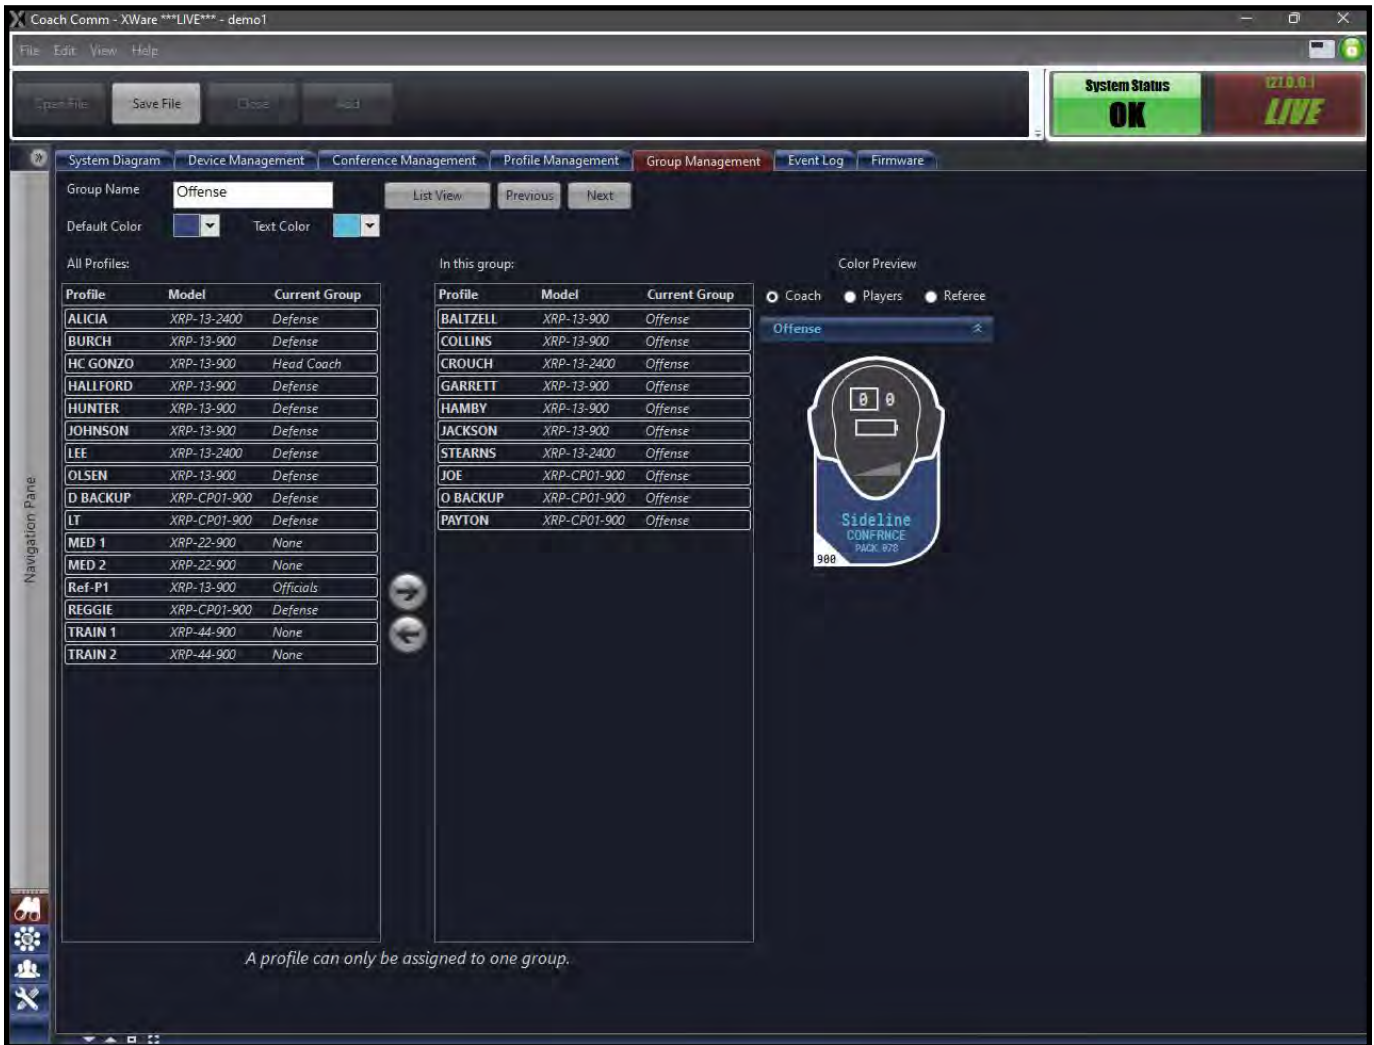 Coach Comm - XWare ***LIVE*** - demo1
File Edit View Help
Open File Save File Close Add
System Status
OK
127.0.0.1
LIVE
System Diagram Device Management Conference Management Profile Management Group Management Event Log Firmware
Group Name Offense List View Previous Next
Default Color Text Color
All Profiles: In this group: Color Preview
Profile Model Current Group Profile Model Current Group Coach Players Referee
ALICIA XRP-13-2400 Defense BALTZELL XRP-13-900 Offense Offense
BURCH XRP-13-900 Defense COLLINS XRP-13-900 Offense
HC GONZO XRP-13-900 Head Coach CROUCH XRP-13-2400 Offense
HALLFORD XRP-13-900 Defense GARRETT XRP-13-900 Offense
HUNTER XRP-13-900 Defense HAMBY XRP-13-900 Offense 0 0
JOHNSON XRP-13-900 Defense JACKSON XRP-13-900 Offense
LEE XRP-13-2400 Defense STEARNS XRP-13-2400 Offense
OLSEN XRP-13-900 Defense JOE XRP-CP01-900 Offense
D BACKUP XRP-CP01-900 Defense O BACKUP XRP-CP01-900 Offense
LT XRP-CP01-900 Defense PAYTON XRP-CP01-900 Offense Sideline
CONFRNCE
MED 1 XRP-22-900 None PACK 078
MED 2 XRP-22-900 None 900
Ref-P1 XRP-13-900 Officials
REGGIE XRP-CP01-900 Defense
TRAIN 1 XRP-44-900 None
TRAIN 2 XRP-44-900 None
Navigation Pane
A profile can only be assigned to one group.